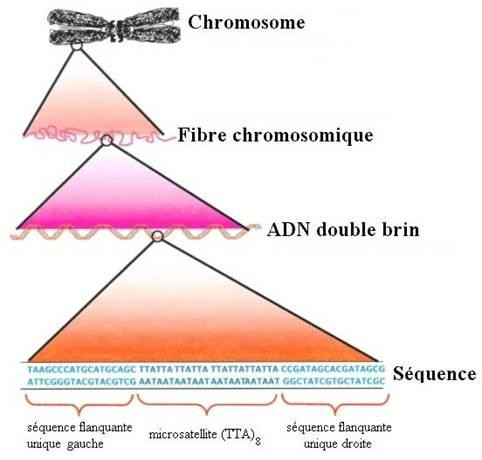 Chromosome
Fibre chromosomique
ADN double brin
TAAGCCCATGCATGCAGC TTATTA TTATTA TTATTATTATTA CCGATAGCACGATAGCG
ATTCGGGTACGTACGTCG AATAATAATAAT AATAATAATAAT GGCTATCGTGCTATCGC
Séquence
séquence flanquante
unique gauche
microsatellite (TTA)8
séquence flanquante
unique droite